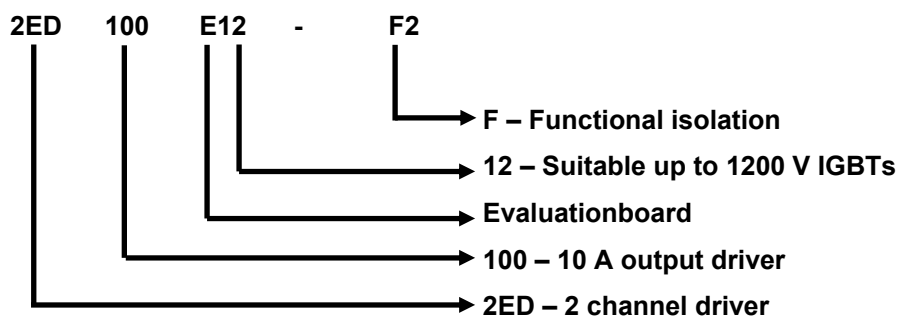 2ED 100 E12 - F2
F – Functional isolation
12 – Suitable up to 1200 V IGBTs
Evaluationboard
100 – 10 A output driver
2ED – 2 channel driver